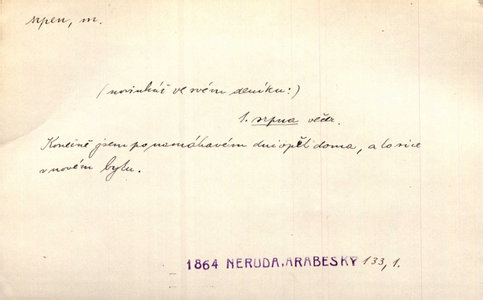 srpen, m.
(novinkář ve svém deníku:)
1. srpna večer.
Konečně jsem po namáhavém dni opět doma, a to sice
v novém bytu.
1864 NERUDA, ARABESKY 133, 1.